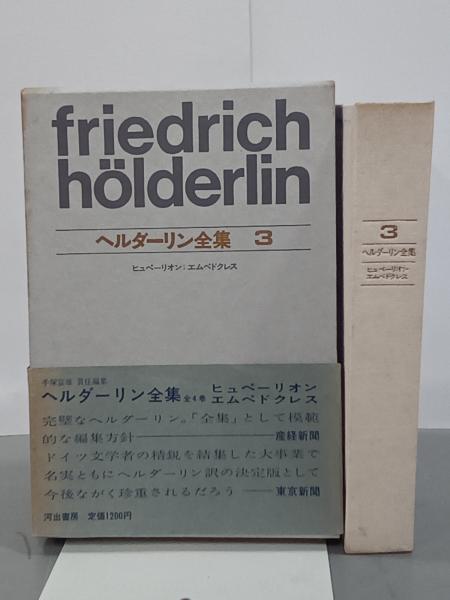 friedrich
hölderlin
ヘルダーリン全集 3
ヒュペーリオン・エムペドクレス
手塚富雄 責任編集
ヘルダーリン全集 全4巻 ヒュペーリオン
エムペドクレス
完璧なヘルダーリン。「全集」として模範
的な編集方針――産経新聞
ドイツ文学者の精鋭を結集した大事業で
名実ともにヘルダーリン訳の決定版として
今後ながく珍重されるだろう――東京新聞
河出書房 定価1200円
3
ヘルダーリン全集
ヒュペーリオン・
エムペドクレス